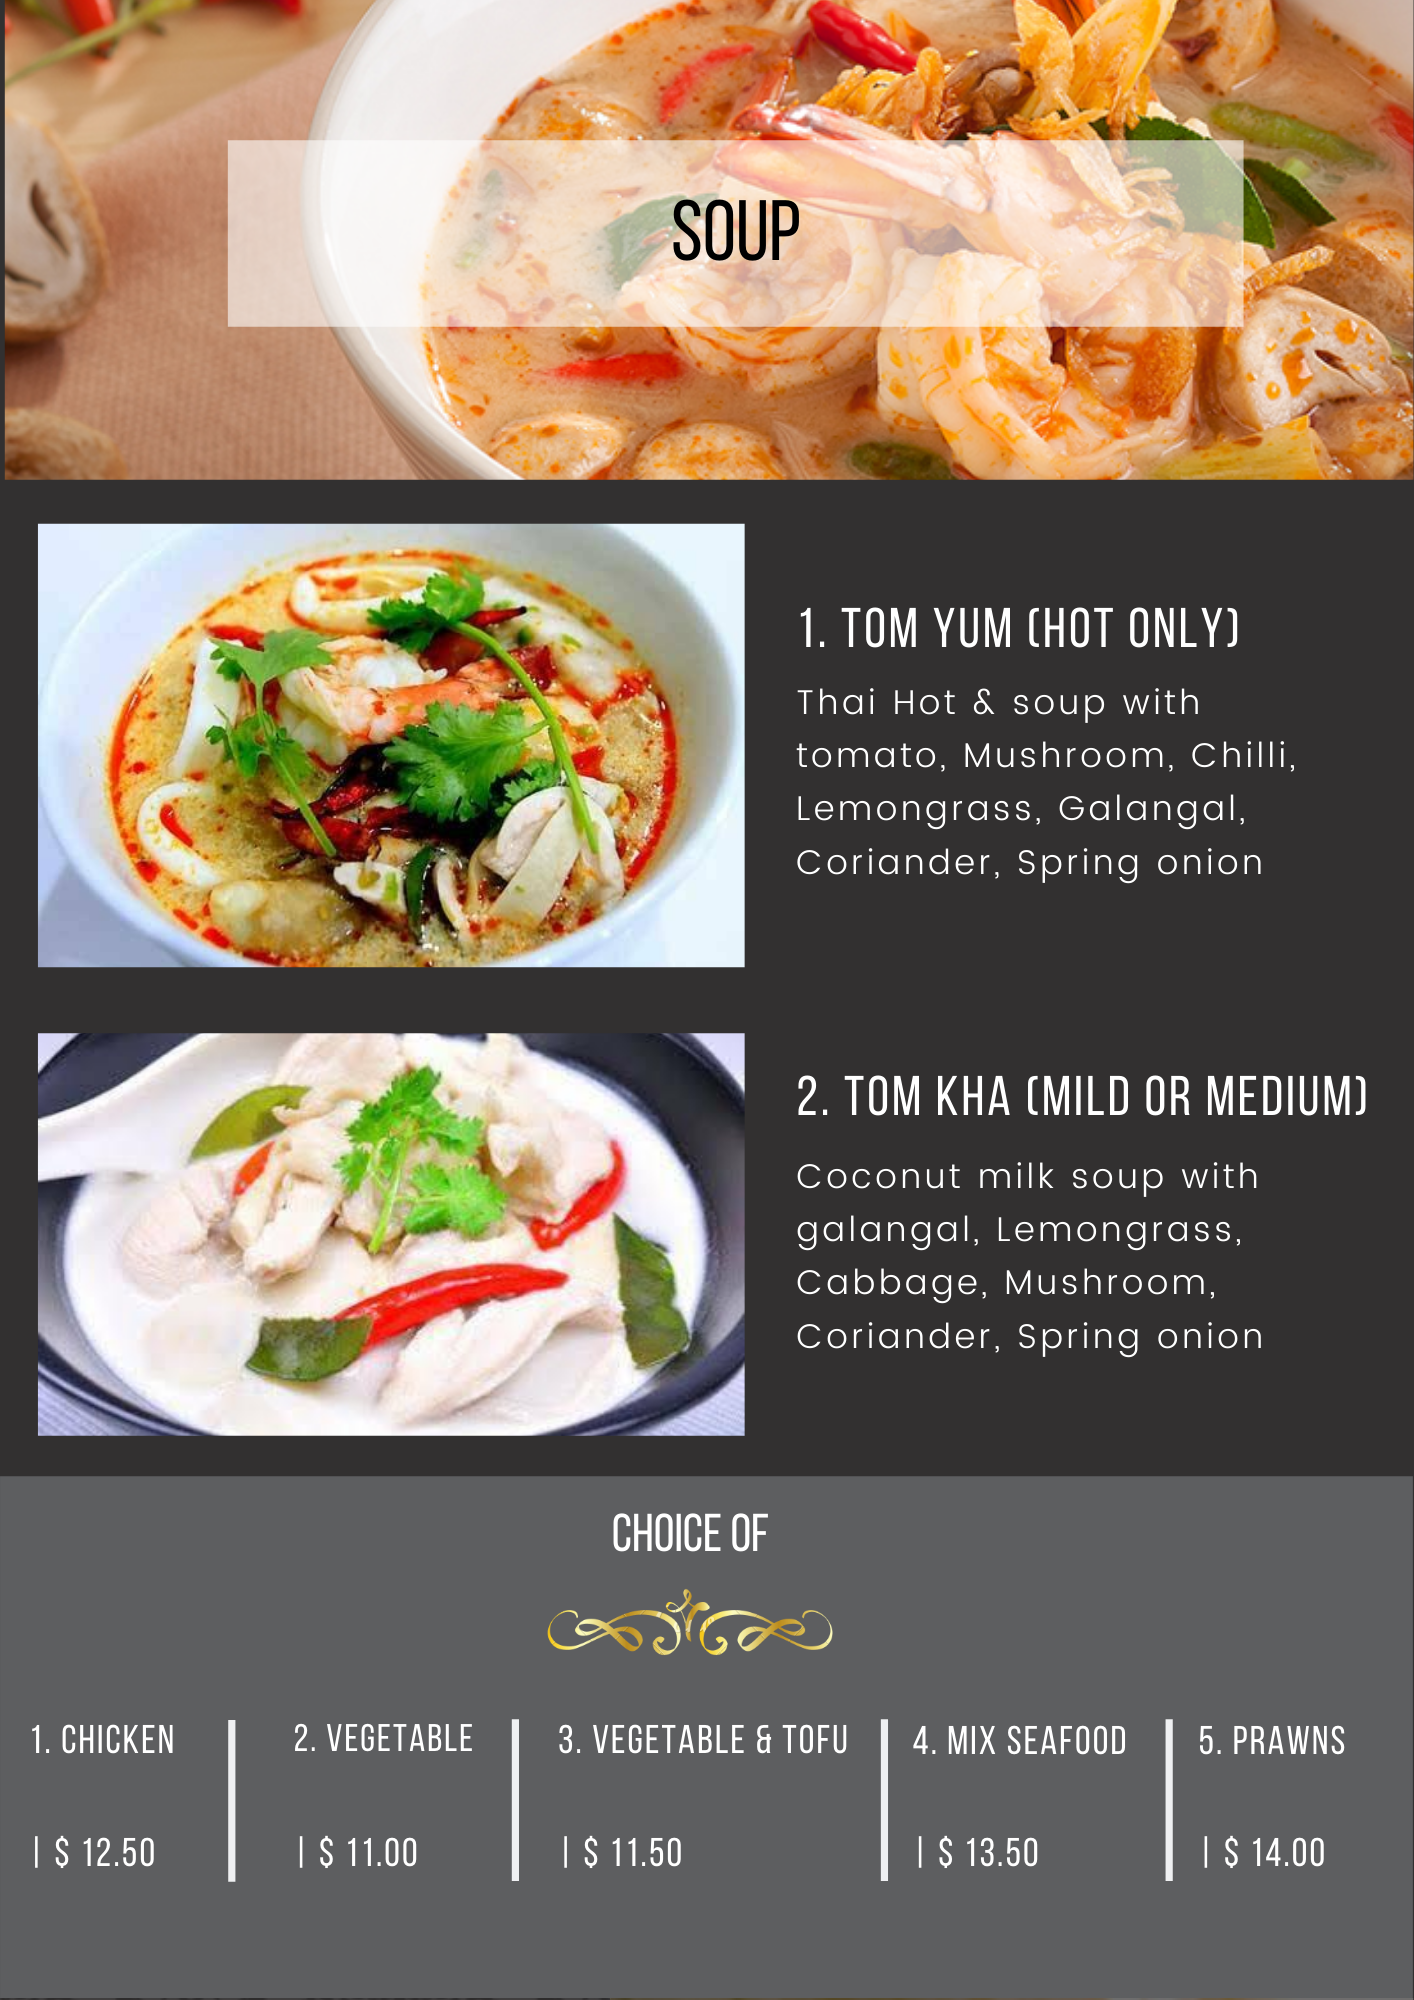 SOUP
1. TOM YUM (HOT ONLY)
Thai Hot & soup with
tomato, Mushroom, Chilli,
Lemongrass, Galangal,
Coriander, Spring onion
2. TOM KHA (MILD OR MEDIUM)
Coconut milk soup with
galangal, Lemongrass,
Cabbage, Mushroom,
Coriander, Spring onion
CHOICE OF
1. CHICKEN
| $ 12.50
2. VEGETABLE
| $ 11.00
3. VEGETABLE & TOFU
| $ 11.50
4. MIX SEAFOOD
| $ 13.50
5. PRAWNS
| $ 14.00